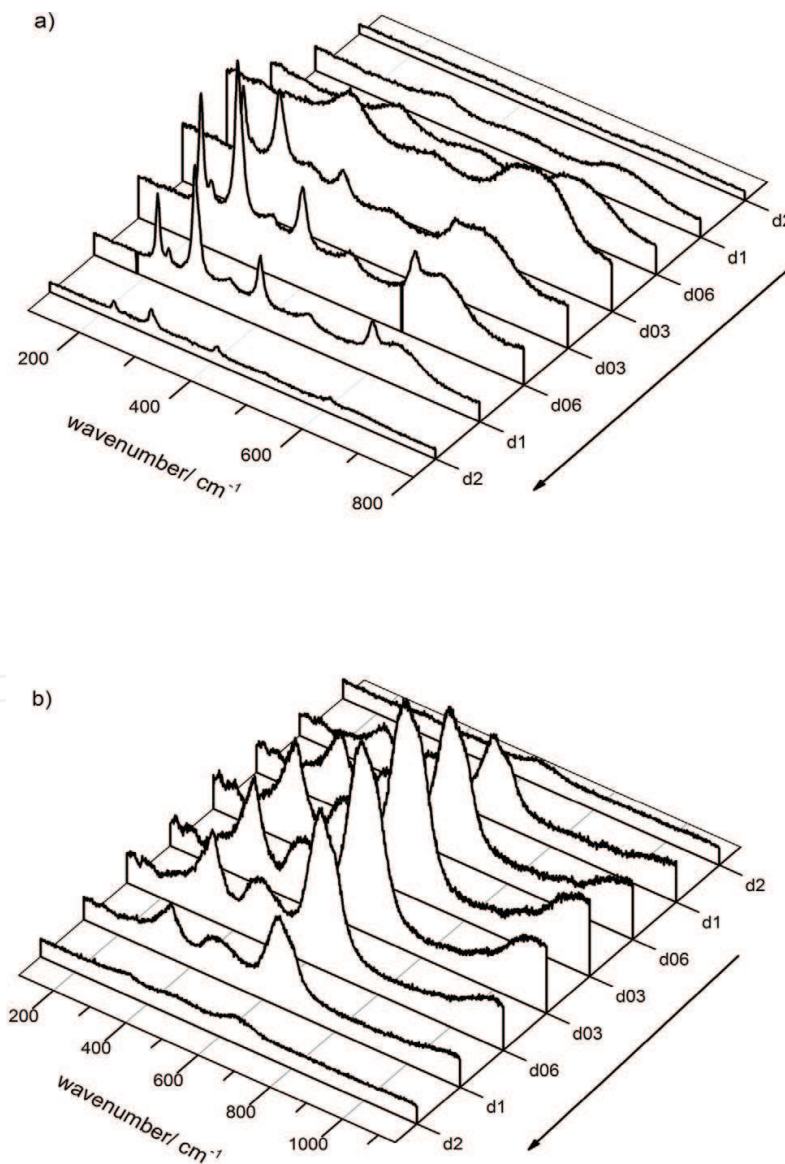 a)
d2
d1
d06
d03
d03
d06
d1
d2
200
400
600
800
wavenumber/ cm⁻¹
b)
d2
d1
d06
d03
d03
d06
d1
d2
200
400
600
800
1000
wavenumber/ cm⁻¹